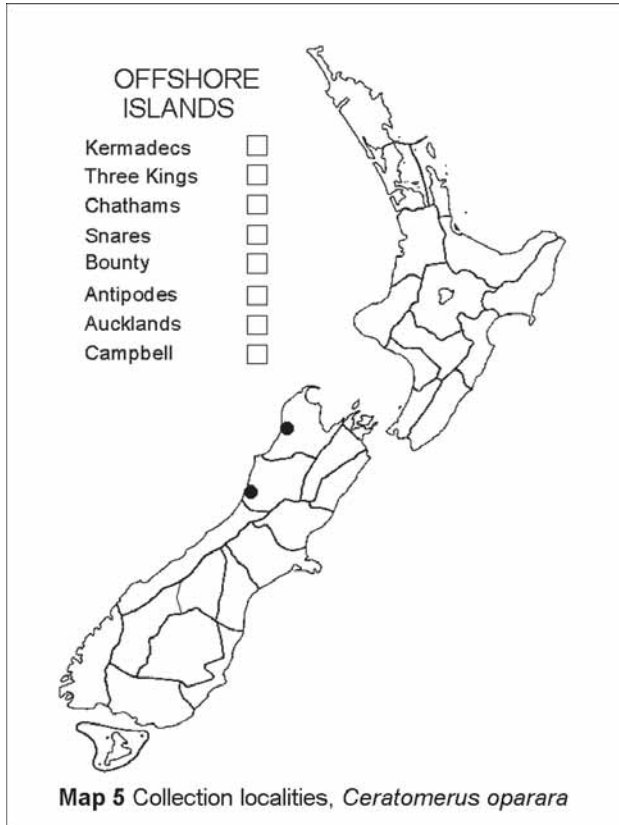 OFFSHORE
ISLANDS
Kermadecs
Three Kings
Chathams
Snares
Bounty
Antipodes
Aucklands
Campbell
Map 5 Collection localities, Ceratomerus oparara